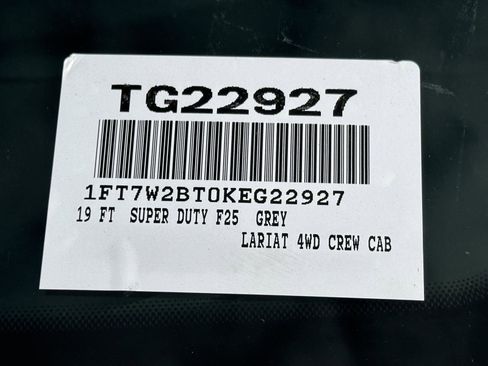 TG22927
1FT7W2BT0KEG22927
19 FT SUPER DUTY F25 GREY
LARIAT 4WD CREW CAB